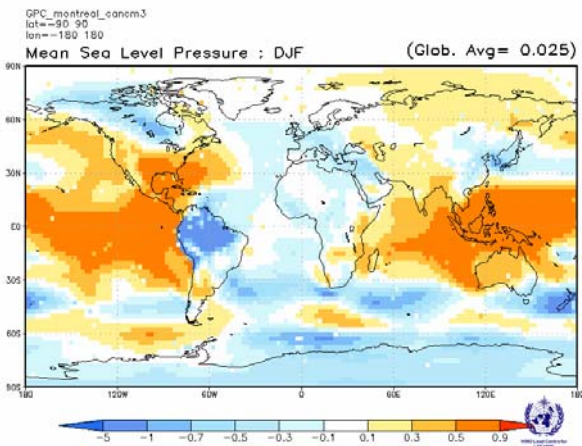 GPC_montreal_cancm3
lat=-90 90
lon=-180 180
Mean Sea Level Pressure : DJF (Glob. Avg= 0.025)
90N
60N
30N
EQ
30S
60S
90S
180 120W 60W 0 60E 120E 180
-5 -1 -0.7 -0.5 -0.3 -0.1 0.1 0.3 0.5 0.9